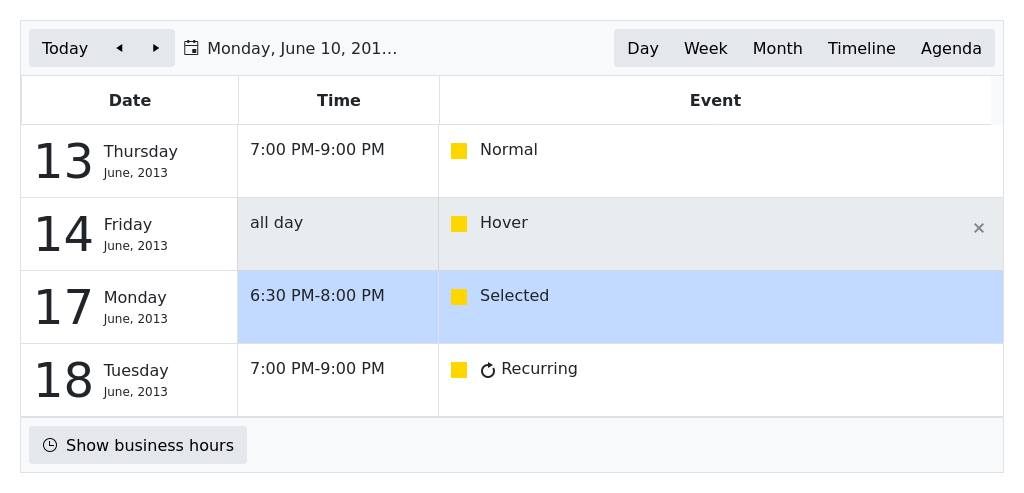 Today Monday, June 10, 201… Day Week Month Timeline Agenda
Date Time Event
13 Thursday June, 2013 7:00 PM-9:00 PM Normal
14 Friday June, 2013 all day Hover ×
17 Monday June, 2013 6:30 PM-8:00 PM Selected
18 Tuesday June, 2013 7:00 PM-9:00 PM Recurring
Show business hours